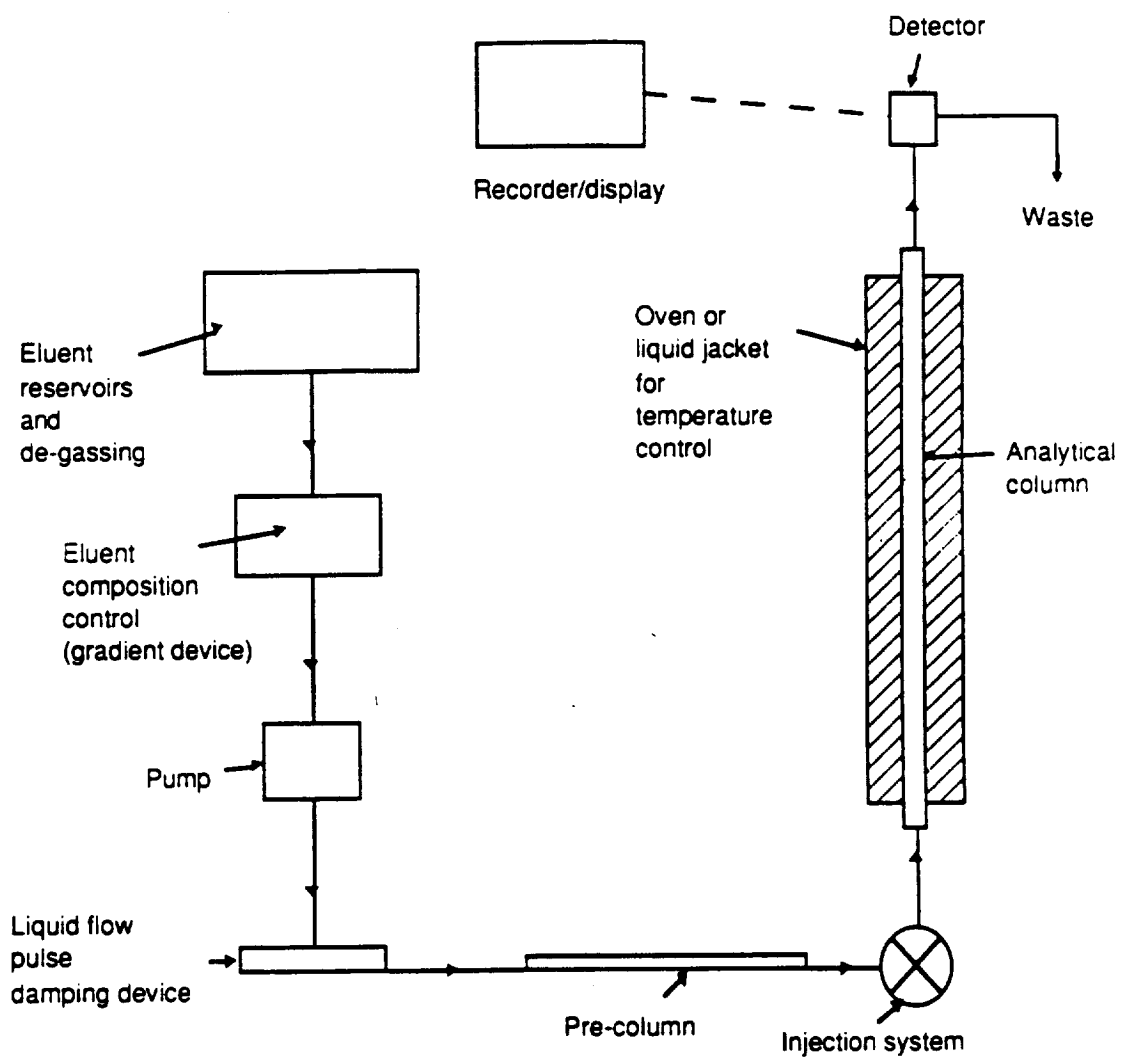 Detector
Recorder/display
Waste
Eluent
reservoirs
and
de-gassing
Oven or
liquid jacket
for
temperature
control
Analytical
column
Eluent
composition
control
(gradient device)
Pump
Liquid flow
pulse
damping device
Pre-column
Injection system